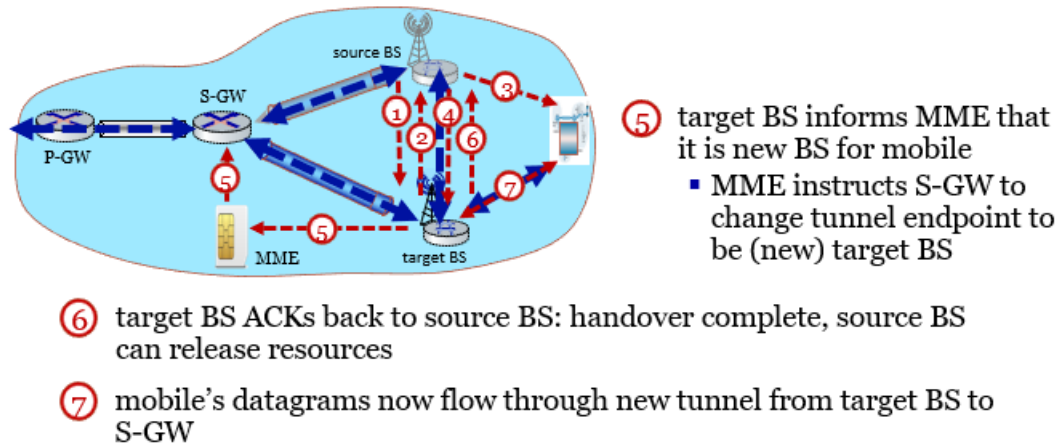 source BS
S-GW
P-GW
1
2
4
6
3
5
7
5
MME
target BS
5 target BS informs MME that
it is new BS for mobile
▪ MME instructs S-GW to
change tunnel endpoint to
be (new) target BS
6 target BS ACKs back to source BS: handover complete, source BS
can release resources
7 mobile's datagrams now flow through new tunnel from target BS to
S-GW